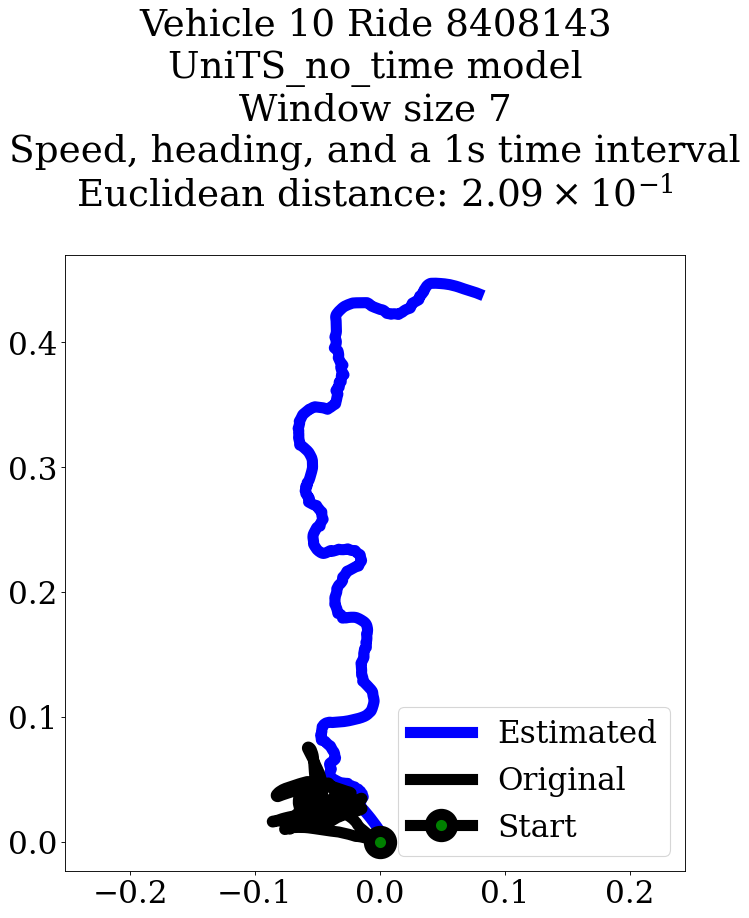 Vehicle 10 Ride 8408143
UniTS_no_time model
Window size 7
Speed, heading, and a 1s time interval
Euclidean distance: 2.09 × 10⁻¹
0.4
0.3
0.2
0.1
0.0
Estimated
Original
Start
−0.2
−0.1
0.0
0.1
0.2